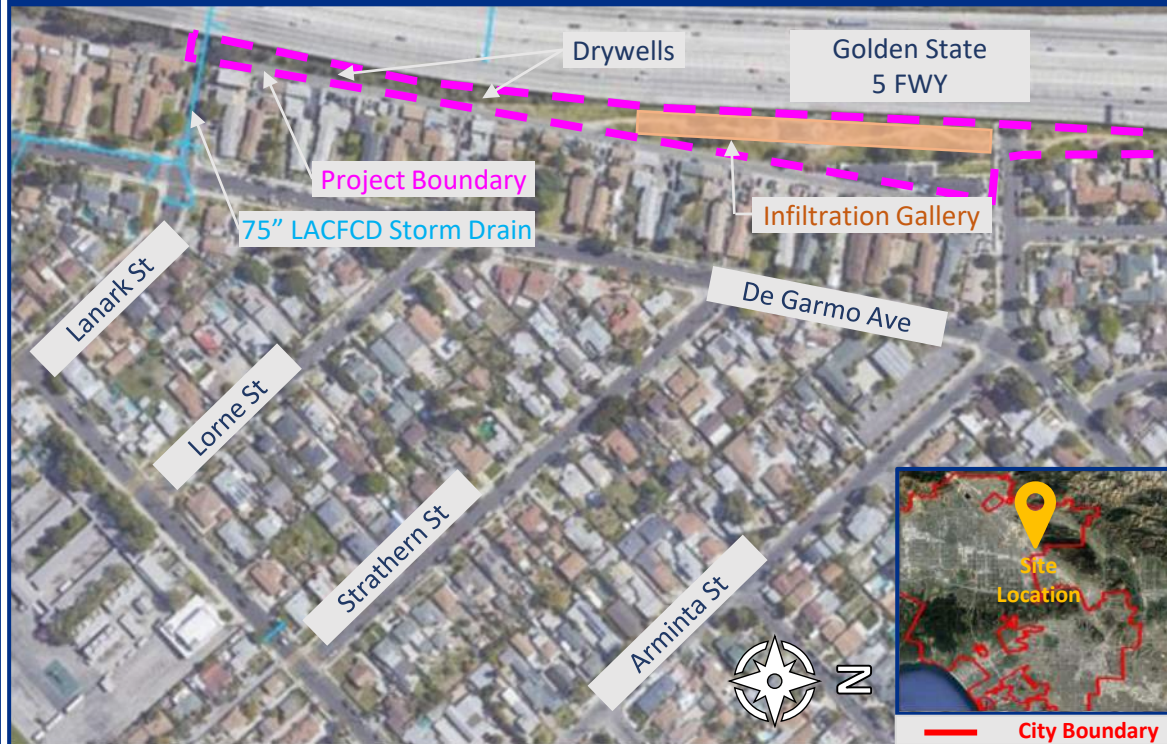 Drywells
Golden State
5 FWY
Project Boundary
75” LACFCD Storm Drain
Infiltration Gallery
Lanark St
De Garmo Ave
Lorne St
Strathern St
Arminta St
N
Site
Location
City Boundary